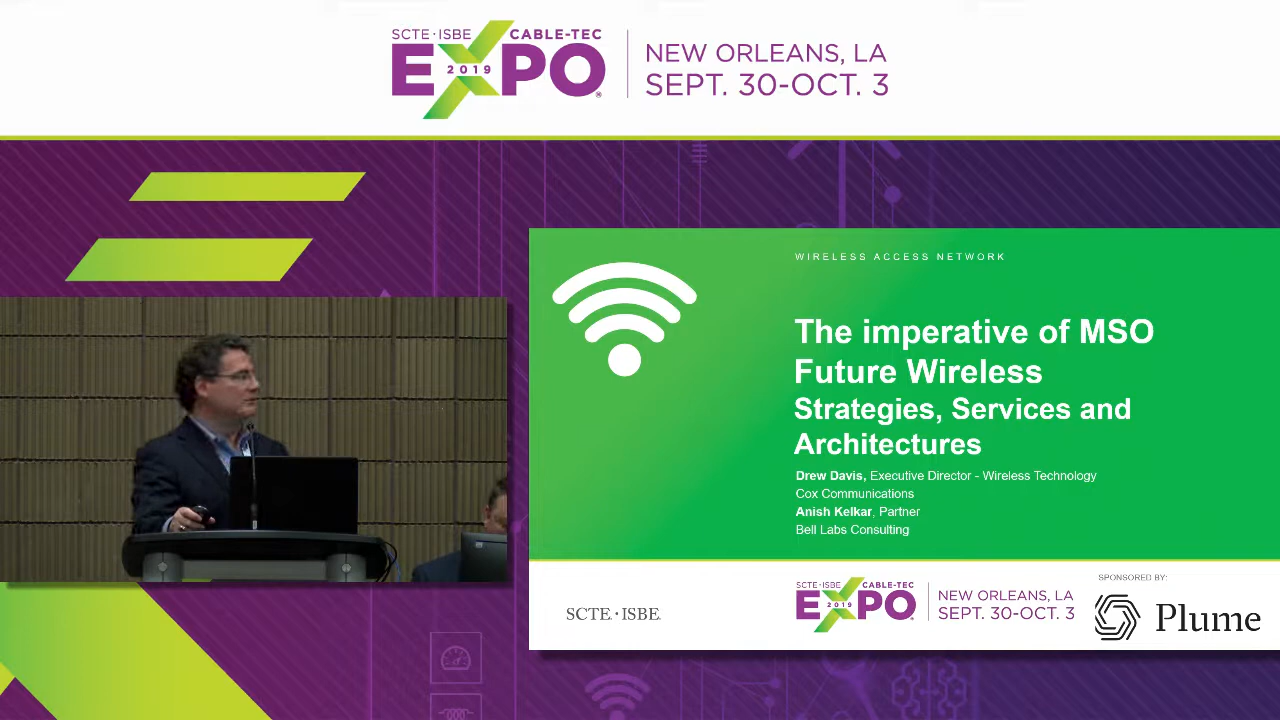 SCTE · ISBE CABLE-TEC
EXPO
2019
NEW ORLEANS, LA
SEPT. 30-OCT. 3
WIRELESS ACCESS NETWORK
The imperative of MSO
Future Wireless
Strategies, Services and
Architectures
Drew Davis, Executive Director - Wireless Technology
Cox Communications
Anish Kelkar, Partner
Bell Labs Consulting
SCTE · ISBE
SCTE · ISBE CABLE-TEC
EXPO
2019
NEW ORLEANS, LA
SEPT. 30-OCT. 3
SPONSORED BY:
Plume